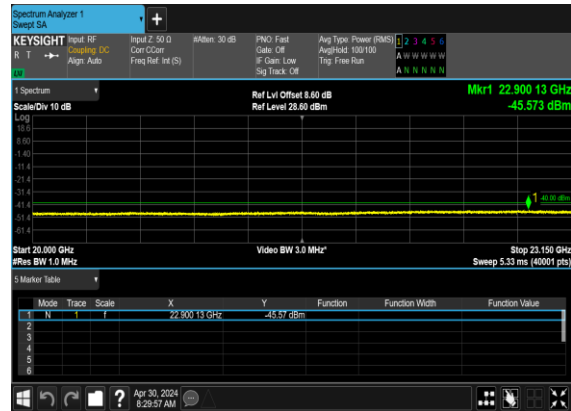 Spectrum Analyzer 1
Swept SA
+
KEYSIGHT Input: RF Input Z: 50 Ω #Atten: 30 dB PNO: Fast Avg Type: Power (RMS) 1 2 3 4 5 6
R T Coupling: DC Corr CCorr Gate: Off Avg|Hold: 100/100 A W W W W W
Align: Auto Freq Ref: Int (S) IF Gain: Low Trig: Free Run
Sig Track: Off A N N N N N
1 Spectrum Ref Lvl Offset 8.60 dB Mkr1 22.900 13 GHz
Scale/Div 10 dB Ref Level 28.60 dBm -45.573 dBm
Log
18.6
8.60
-1.40
-11.4
-21.4
-31.4
1 -40.00 dBm
-41.4
-51.4
-61.4
Start 20.000 GHz Video BW 3.0 MHz* Stop 23.150 GHz
#Res BW 1.0 MHz Sweep 5.33 ms (40001 pts)
5 Marker Table
Mode Trace Scale X Y Function Function Width Function Value
1 N 1 f 22.900 13 GHz -45.57 dBm
2
3
4
5
6
? Apr 30, 2024
8:29:57 AM